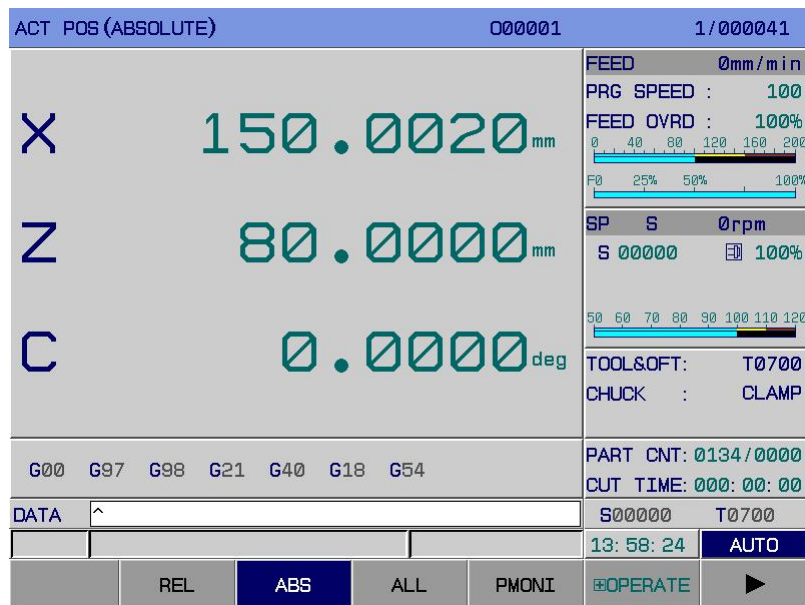 ACT POS(ABSOLUTE) O00001 1/000041
X 150.0020mm
Z 80.0000mm
C 0.0000deg
G00 G97 G98 G21 G40 G18 G54
DATA ^
FEED 0mm/min
PRG SPEED : 100
FEED OVRD : 100%
0 40 80 120 160 200
F0 25% 50% 100%
SP S 0rpm
S 00000 100%
50 60 70 80 90 100 110 120
TOOL&OFT: T0700
CHUCK : CLAMP
PART CNT: 0134/0000
CUT TIME: 000:00:00
S00000 T0700
13:58:24 AUTO
REL ABS ALL PMONI OPERATE